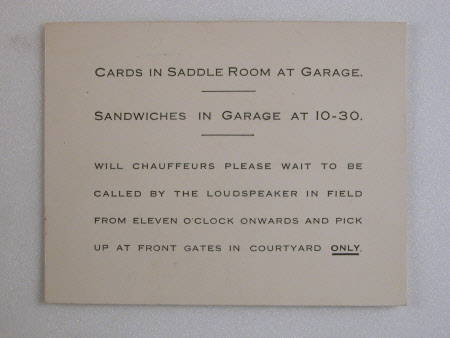 CARDS IN SADDLE ROOM AT GARAGE.
SANDWICHES IN GARAGE AT 10-30.
WILL CHAUFFEURS PLEASE WAIT TO BE
CALLED BY THE LOUDSPEAKER IN FIELD
FROM ELEVEN O'CLOCK ONWARDS AND PICK
UP AT FRONT GATES IN COURTYARD ONLY.